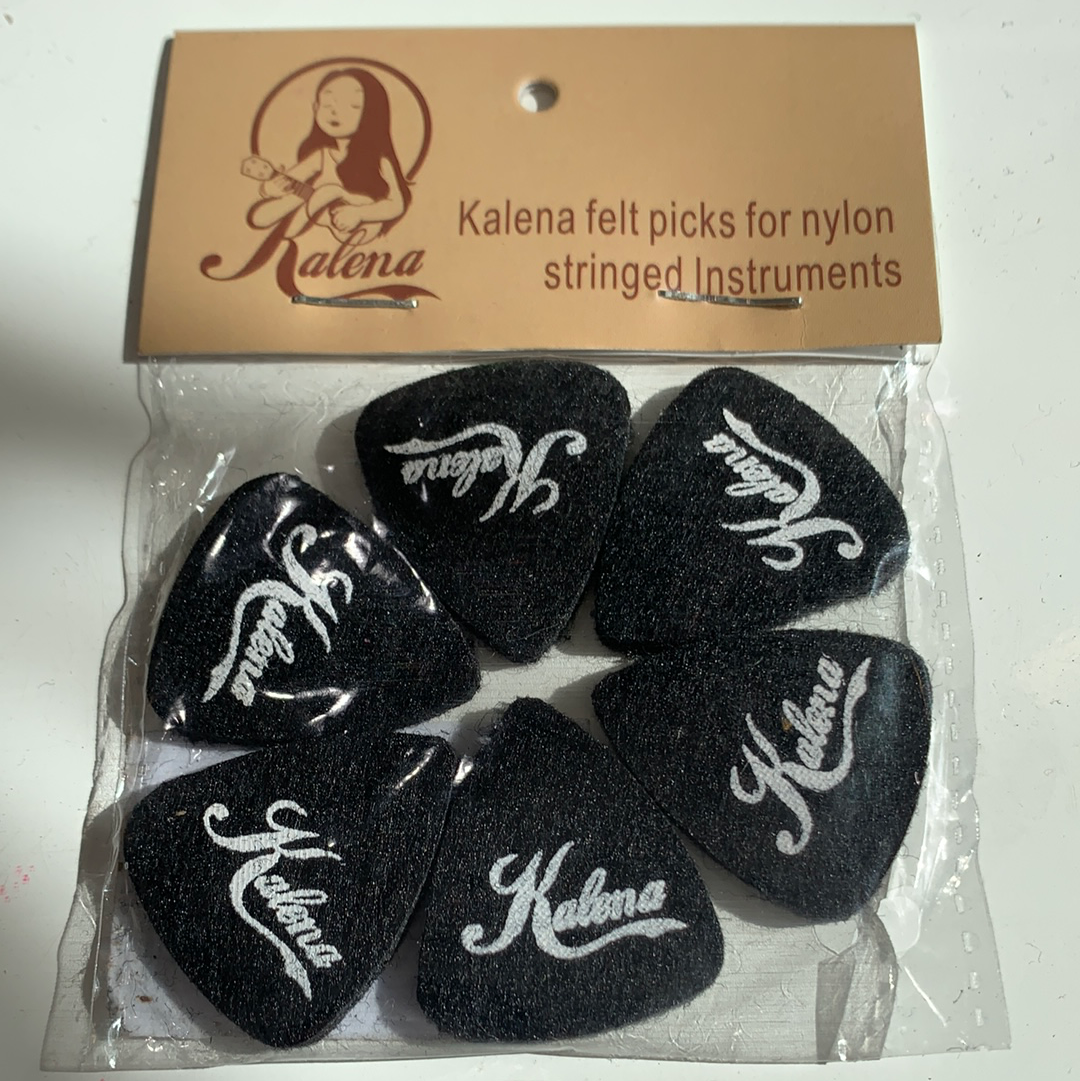 Kalena
Kalena felt picks for nylon
stringed Instruments
Kalena
Kalena
Kalena
Kalena
Kalena
Kalena